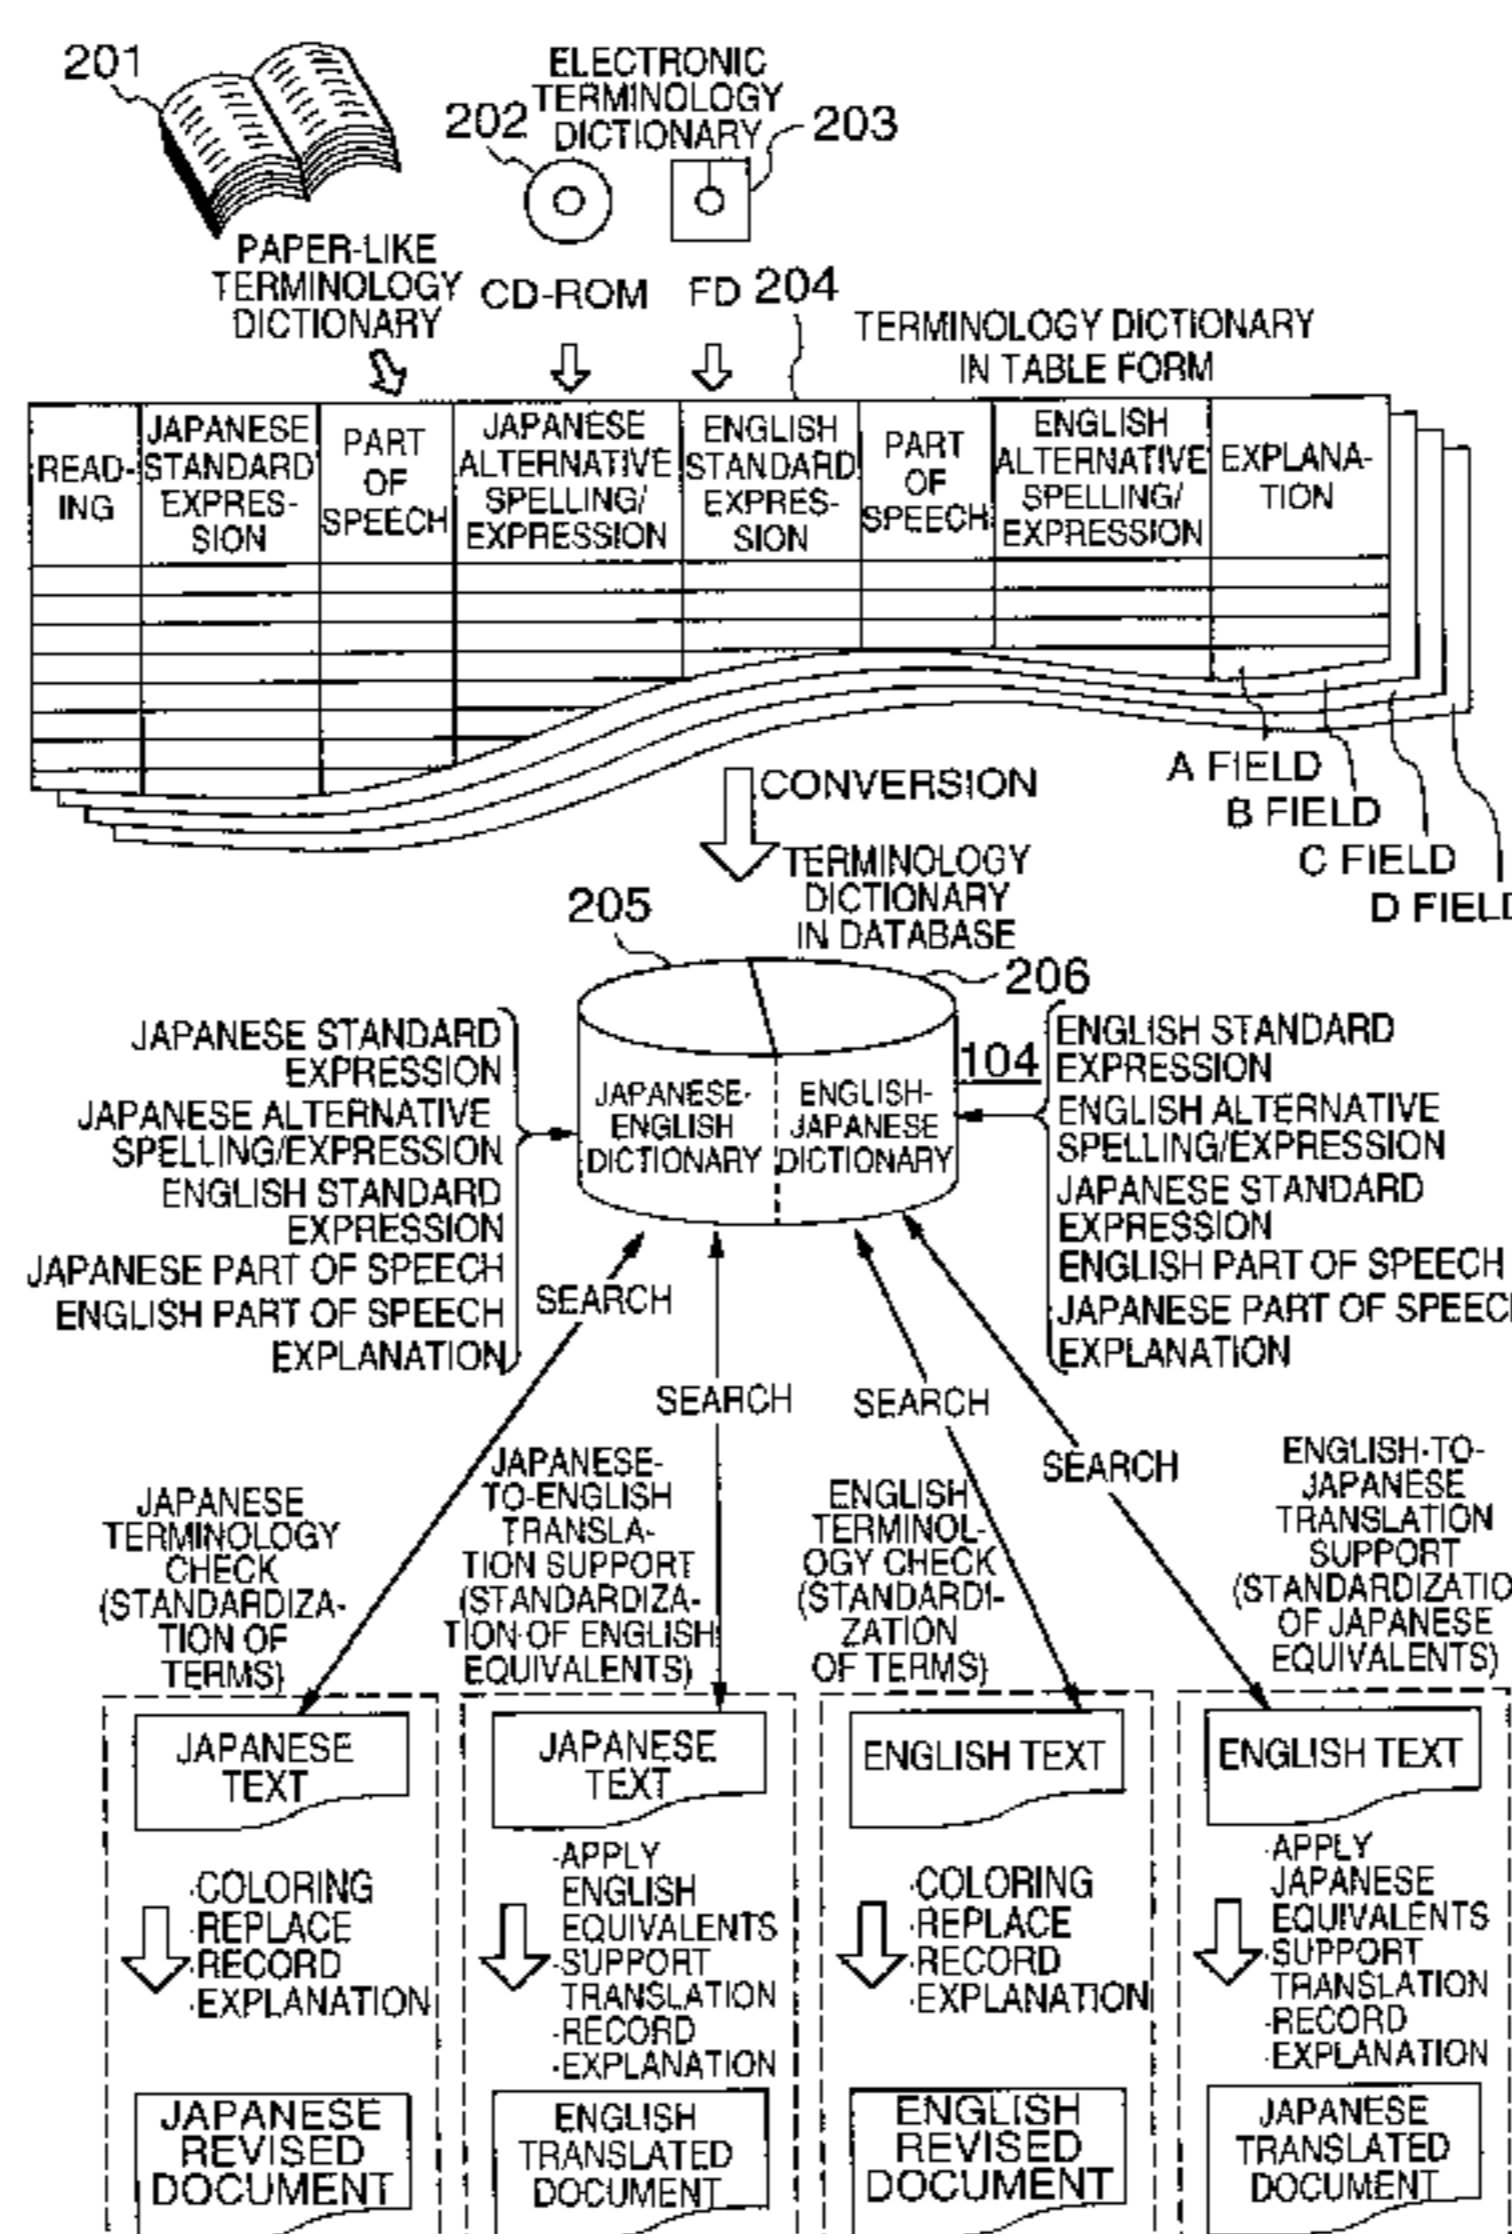 201
ELECTRONIC
TERMINOLOGY
DICTIONARY
202
203
PAPER-LIKE
TERMINOLOGY
DICTIONARY
CD-ROM
FD
204
TERMINOLOGY DICTIONARY
IN TABLE FORM
READ-
ING
JAPANESE
STANDARD
EXPRES-
SION
PART
OF
SPEECH
JAPANESE
ALTERNATIVE
SPELLING/
EXPRESSION
ENGLISH
STANDARD
EXPRES-
SION
PART
OF
SPEECH
ENGLISH
ALTERNATIVE
SPELLING/
EXPRESSION
EXPLANA-
TION
A FIELD
B FIELD
C FIELD
D FIELD
CONVERSION
TERMINOLOGY
DICTIONARY
IN DATABASE
205
206
104
JAPANESE STANDARD
EXPRESSION
JAPANESE ALTERNATIVE
SPELLING/EXPRESSION
ENGLISH STANDARD
EXPRESSION
JAPANESE PART OF SPEECH
ENGLISH PART OF SPEECH
EXPLANATION
JAPANESE-
ENGLISH
DICTIONARY
ENGLISH-
JAPANESE
DICTIONARY
ENGLISH STANDARD
EXPRESSION
ENGLISH ALTERNATIVE
SPELLING/EXPRESSION
JAPANESE STANDARD
EXPRESSION
ENGLISH PART OF SPEECH
JAPANESE PART OF SPEECH
EXPLANATION
SEARCH
SEARCH
SEARCH
SEARCH
JAPANESE
TERMINOLOGY
CHECK
(STANDARDIZA-
TION OF
TERMS)
JAPANESE-
TO-ENGLISH
TRANSLA-
TION SUPPORT
(STANDARDIZA-
TION OF ENGLISH
EQUIVALENTS)
ENGLISH
TERMINOL-
OGY CHECK
(STANDARDI-
ZATION
OF TERMS)
ENGLISH-TO-
JAPANESE
TRANSLATION
SUPPORT
(STANDARDIZATIO
OF JAPANESE
EQUIVALENTS)
JAPANESE
TEXT
·COLORING
·REPLACE
·RECORD
·EXPLANATION
JAPANESE
REVISED
DOCUMENT
JAPANESE
TEXT
·APPLY
ENGLISH
EQUIVALENTS
·SUPPORT
TRANSLATION
·RECORD
·EXPLANATION
ENGLISH
TRANSLATED
DOCUMENT
ENGLISH TEXT
·COLORING
·REPLACE
·RECORD
·EXPLANATION
ENGLISH
REVISED
DOCUMENT
ENGLISH TEXT
·APPLY
JAPANESE
EQUIVALENTS
·SUPPORT
TRANSLATION
·RECORD
·EXPLANATION
JAPANESE
TRANSLATED
DOCUMENT